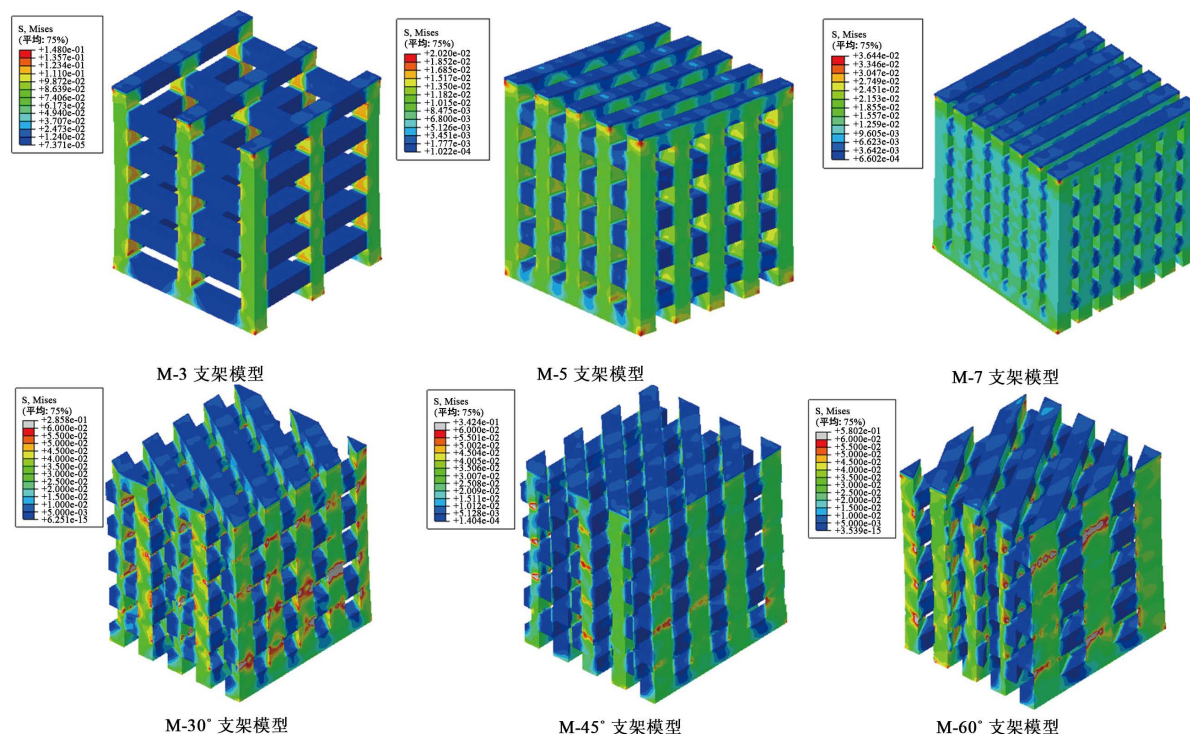 S, Mises
(平均: 75%)
+1.480e-01
+1.357e-01
+1.234e-01
+1.110e-01
+9.872e-02
+8.639e-02
+7.406e-02
+6.173e-02
+4.940e-02
+3.707e-02
+2.473e-02
+1.240e-02
+7.371e-05
S, Mises
(平均: 75%)
+2.020e-02
+1.852e-02
+1.685e-02
+1.517e-02
+1.350e-02
+1.182e-02
+1.015e-02
+8.475e-03
+6.800e-03
+5.126e-03
+3.451e-03
+1.777e-03
+1.022e-04
S, Mises
(平均: 75%)
+3.644e-02
+3.346e-02
+3.047e-02
+2.749e-02
+2.451e-02
+2.153e-02
+1.855e-02
+1.557e-02
+1.259e-02
+9.605e-03
+6.623e-03
+3.642e-03
+6.602e-04
M-3 支架模型
M-5 支架模型
M-7 支架模型
S, Mises
(平均: 75%)
+2.858e-01
+6.000e-02
+5.500e-02
+5.000e-02
+4.500e-02
+4.000e-02
+3.500e-02
+3.000e-02
+2.500e-02
+2.000e-02
+1.500e-02
+1.000e-02
+5.000e-03
+6.251e-15
S, Mises
(平均: 75%)
+3.424e-01
+6.000e-02
+5.501e-02
+5.002e-02
+4.504e-02
+4.005e-02
+3.506e-02
+3.007e-02
+2.508e-02
+2.009e-02
+1.511e-02
+1.012e-02
+5.128e-03
+1.404e-04
S, Mises
(平均: 75%)
+5.802e-01
+6.000e-02
+5.500e-02
+5.000e-02
+4.500e-02
+4.000e-02
+3.500e-02
+3.000e-02
+2.500e-02
+2.000e-02
+1.500e-02
+1.000e-02
+5.000e-03
+3.539e-15
M-30° 支架模型
M-45° 支架模型
M-60° 支架模型